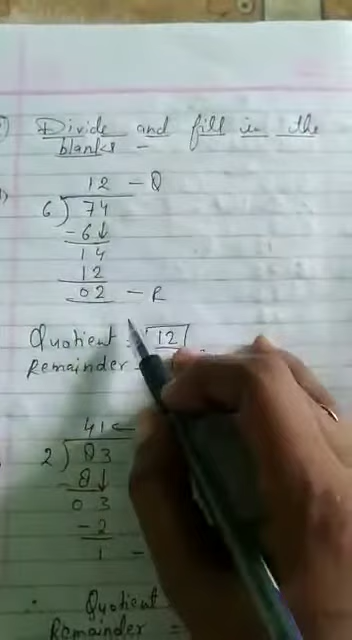 Divide and fill in the
blanks -
12 - Q
6) 74
-6↓
14
12
02 - R
Quotient = 12
Remainder =
41 ←
2) 83
- 8↓
03
-2
1 -
Quotient
Remainder =